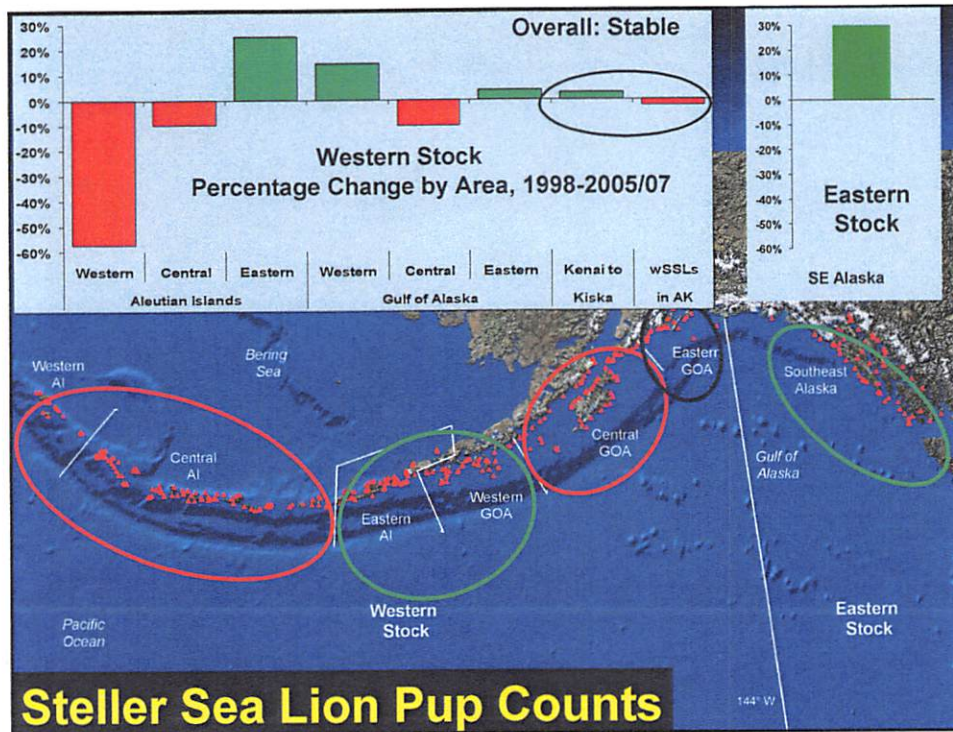 30%
20%
10%
0%
-10%
-20%
-30%
-40%
-50%
-60%
Overall: Stable
Western Stock
Percentage Change by Area, 1998-2005/07
Western Central Eastern Western Central Eastern Kenai to wSSLs
Aleutian Islands Gulf of Alaska Kiska in AK
30%
20%
10%
0%
-10%
-20%
-30%
-40%
-50%
-60%
Eastern
Stock
SE Alaska
Western
AI
Bering
Sea
Central
AI
Eastern
AI
Western
GOA
Central
GOA
Eastern
GOA
Southeast
Alaska
Gulf of
Alaska
Pacific
Ocean
Western
Stock
Eastern
Stock
144° W
Steller Sea Lion Pup Counts